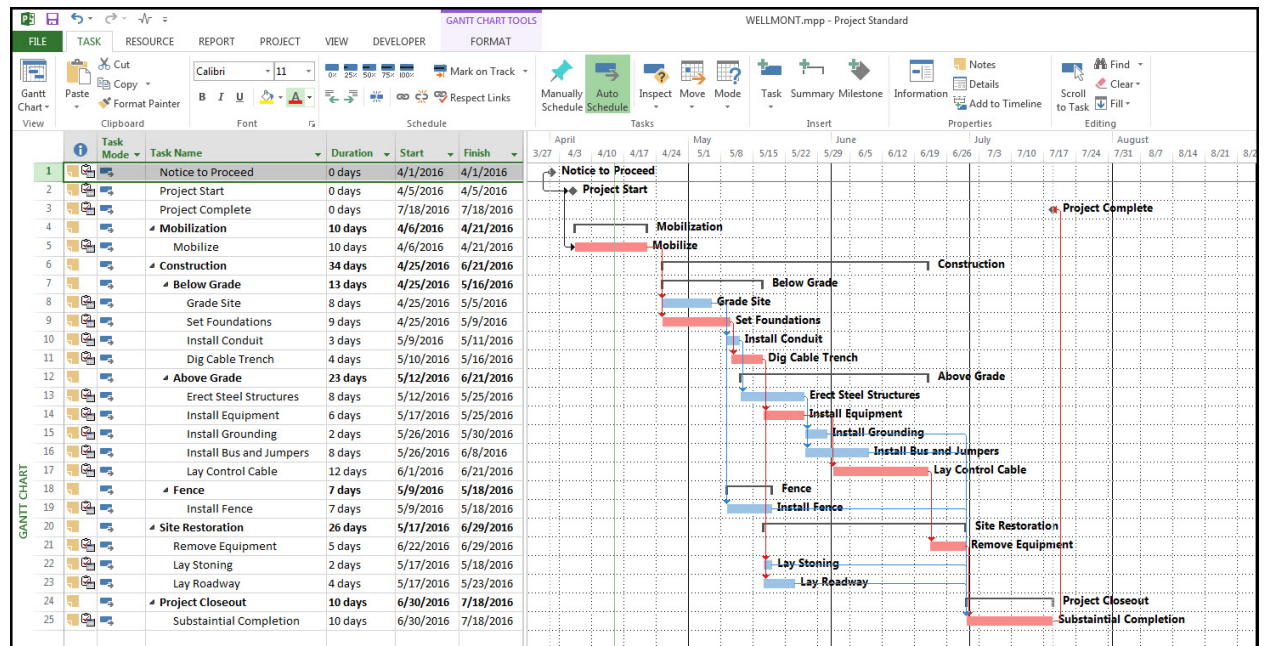 GANTT CHART TOOLS
WELLMONT.mpp - Project Standard
FILE TASK RESOURCE REPORT PROJECT VIEW DEVELOPER FORMAT
Cut
Copy
Format Painter
Gantt Chart
Paste
Calibri 11
B I U A
0% 25% 50% 75% 100%
Mark on Track
Respect Links
Manually Schedule
Auto Schedule
Inspect Move Mode
Task Summary Milestone
Information
Notes
Details
Add to Timeline
Scroll to Task
Find
Clear
Fill
View Clipboard Font Schedule Tasks Insert Properties Editing
Task Mode Task Name Duration Start Finish
April May June July August
3/27 4/3 4/10 4/17 4/24 5/1 5/8 5/15 5/22 5/29 6/5 6/12 6/19 6/26 7/3 7/10 7/17 7/24 7/31 8/7 8/14 8/21 8/2
1 Notice to Proceed 0 days 4/1/2016 4/1/2016 Notice to Proceed
2 Project Start 0 days 4/5/2016 4/5/2016 Project Start
3 Project Complete 0 days 7/18/2016 7/18/2016 Project Complete
4 Mobilization 10 days 4/6/2016 4/21/2016 Mobilization
5 Mobilize 10 days 4/6/2016 4/21/2016 Mobilize
6 Construction 34 days 4/25/2016 6/21/2016 Construction
7 Below Grade 13 days 4/25/2016 5/16/2016 Below Grade
8 Grade Site 8 days 4/25/2016 5/5/2016 Grade Site
9 Set Foundations 9 days 4/25/2016 5/9/2016 Set Foundations
10 Install Conduit 3 days 5/9/2016 5/11/2016 Install Conduit
11 Dig Cable Trench 4 days 5/10/2016 5/16/2016 Dig Cable Trench
12 Above Grade 23 days 5/12/2016 6/21/2016 Above Grade
13 Erect Steel Structures 8 days 5/12/2016 5/25/2016 Erect Steel Structures
14 Install Equipment 6 days 5/17/2016 5/25/2016 Install Equipment
15 Install Grounding 2 days 5/26/2016 5/30/2016 Install Grounding
16 Install Bus and Jumpers 8 days 5/26/2016 6/8/2016 Install Bus and Jumpers
17 Lay Control Cable 12 days 6/1/2016 6/21/2016 Lay Control Cable
18 Fence 7 days 5/9/2016 5/18/2016 Fence
19 Install Fence 7 days 5/9/2016 5/18/2016 Install Fence
20 Site Restoration 26 days 5/17/2016 6/29/2016 Site Restoration
21 Remove Equipment 5 days 6/22/2016 6/29/2016 Remove Equipment
22 Lay Stoning 2 days 5/17/2016 5/18/2016 Lay Stoning
23 Lay Roadway 4 days 5/17/2016 5/23/2016 Lay Roadway
24 Project Closeout 10 days 6/30/2016 7/18/2016 Project Closeout
25 Substaintial Completion 10 days 6/30/2016 7/18/2016 Substaintial Completion
GANTT CHART